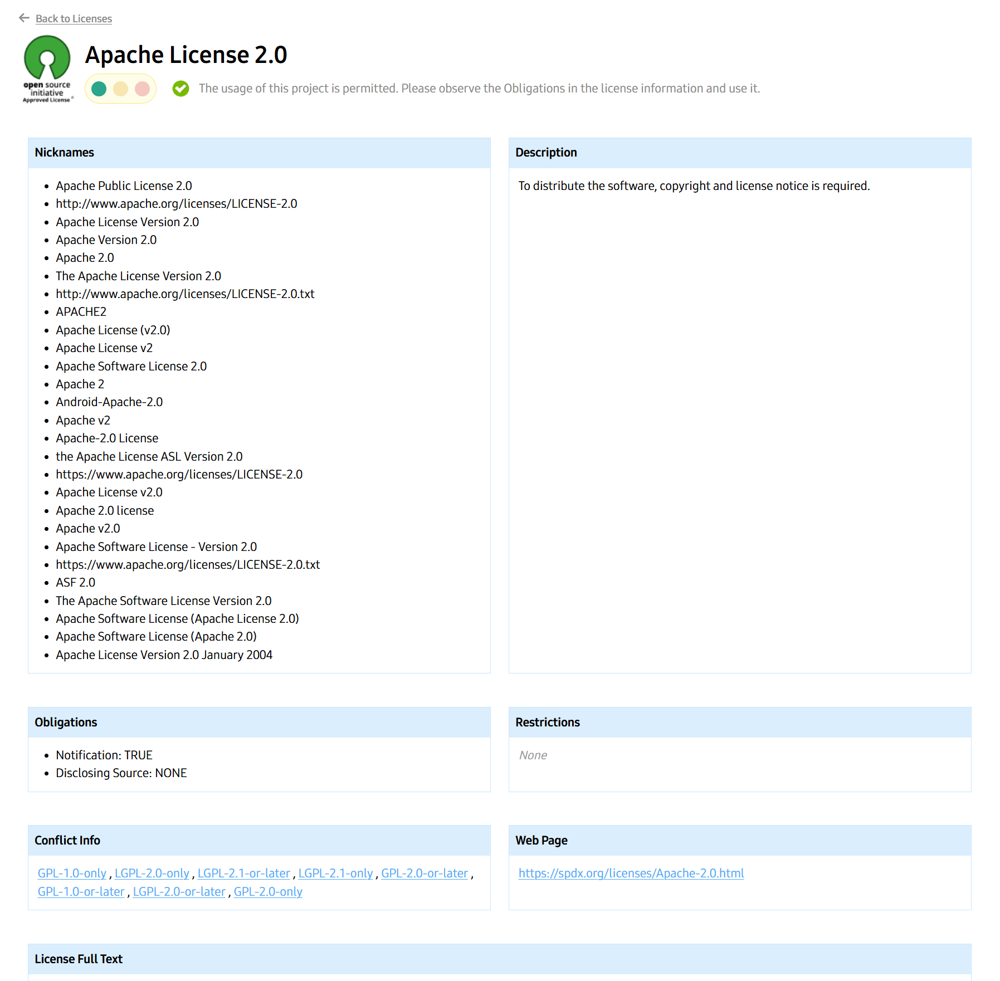 Back to Licenses
open source
initiative
Approved License®
Apache License 2.0
The usage of this project is permitted. Please observe the Obligations in the license information and use it.
Nicknames
Apache Public License 2.0
http://www.apache.org/licenses/LICENSE-2.0
Apache License Version 2.0
Apache Version 2.0
Apache 2.0
The Apache License Version 2.0
http://www.apache.org/licenses/LICENSE-2.0.txt
APACHE2
Apache License (v2.0)
Apache License v2
Apache Software License 2.0
Apache 2
Android-Apache-2.0
Apache v2
Apache-2.0 License
the Apache License ASL Version 2.0
https://www.apache.org/licenses/LICENSE-2.0
Apache License v2.0
Apache 2.0 license
Apache v2.0
Apache Software License - Version 2.0
https://www.apache.org/licenses/LICENSE-2.0.txt
ASF 2.0
The Apache Software License Version 2.0
Apache Software License (Apache License 2.0)
Apache Software License (Apache 2.0)
Apache License Version 2.0 January 2004
Description
To distribute the software, copyright and license notice is required.
Obligations
Notification: TRUE
Disclosing Source: NONE
Restrictions
None
Conflict Info
GPL-1.0-only , LGPL-2.0-only , LGPL-2.1-or-later , LGPL-2.1-only , GPL-2.0-or-later ,
GPL-1.0-or-later , LGPL-2.0-or-later , GPL-2.0-only
Web Page
https://spdx.org/licenses/Apache-2.0.html
License Full Text